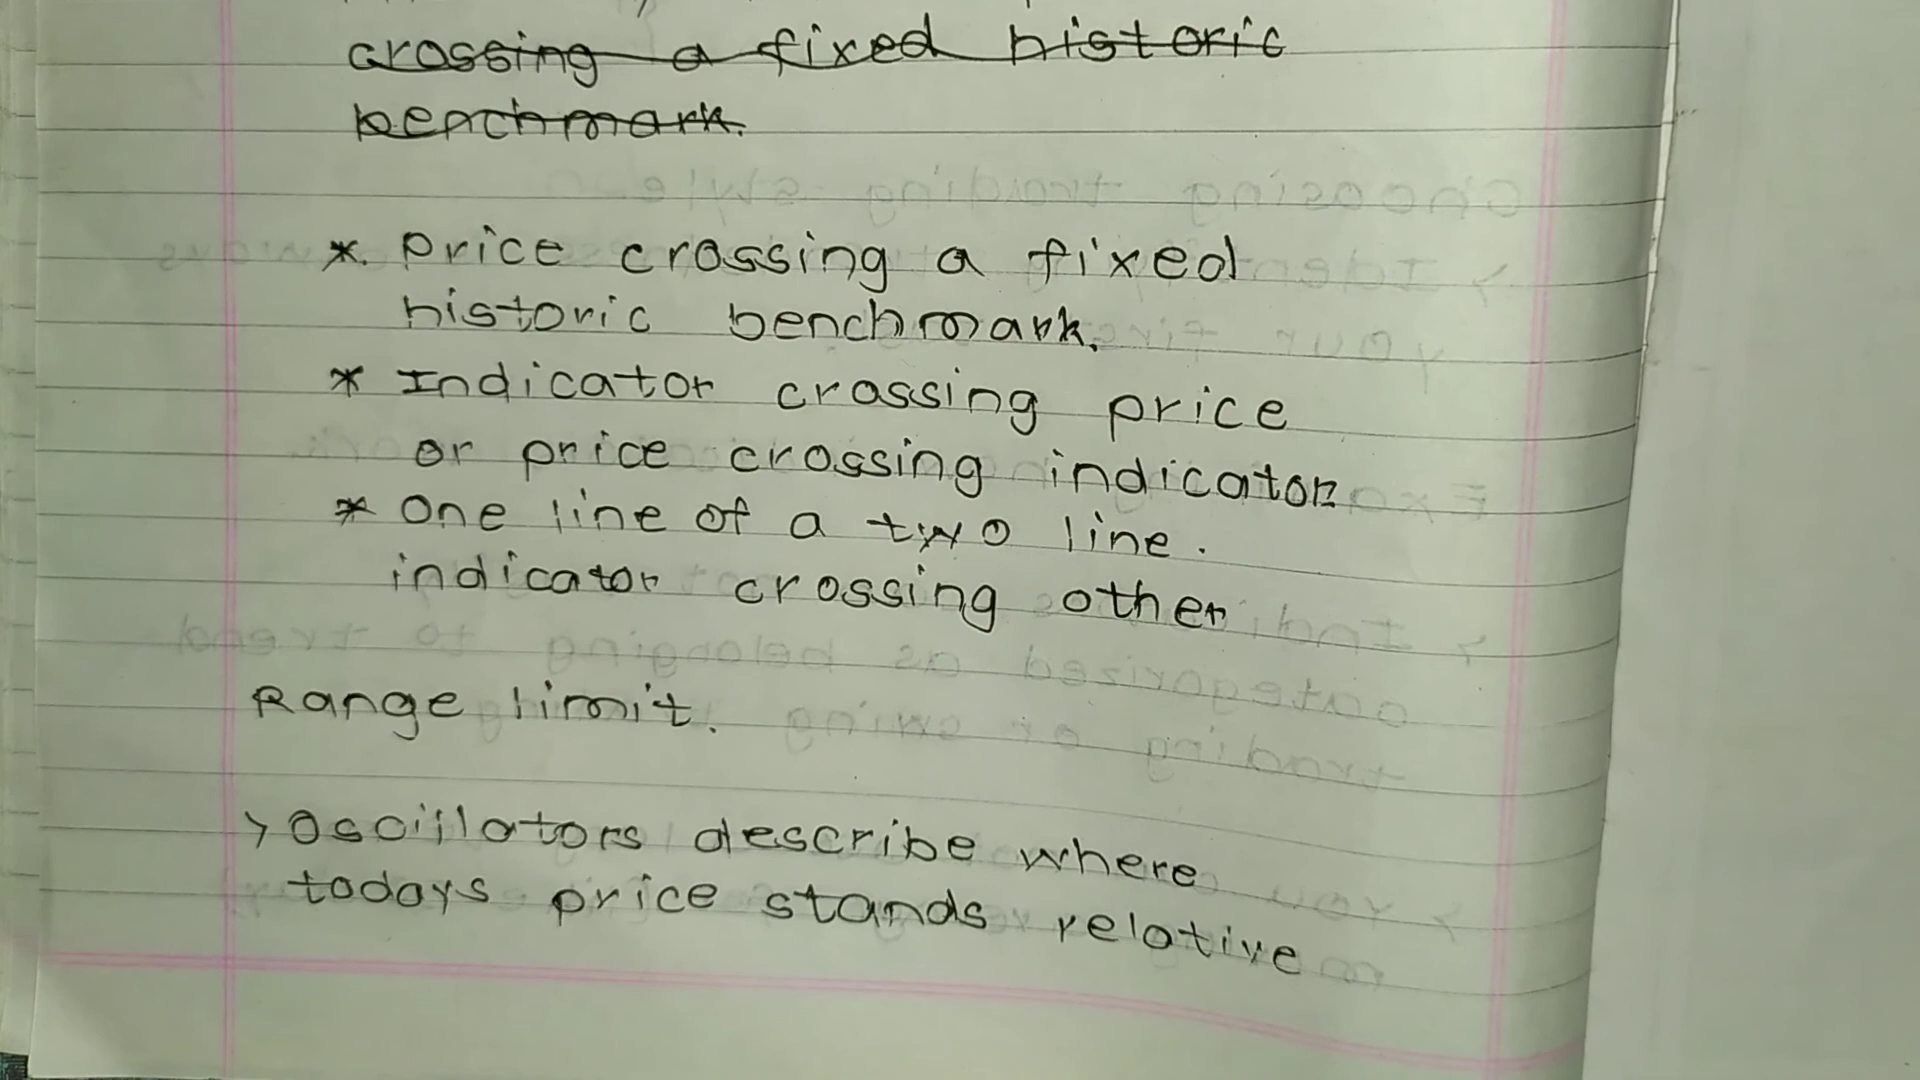 crossing a fixed historic
benchmark.
*. price crossing a fixed
historic benchmark.
* Indicator crossing price
or price crossing indicator
* One line of a two line.
indicator crossing other
Range limit.
> Oscillators describe where
todays price stands relative